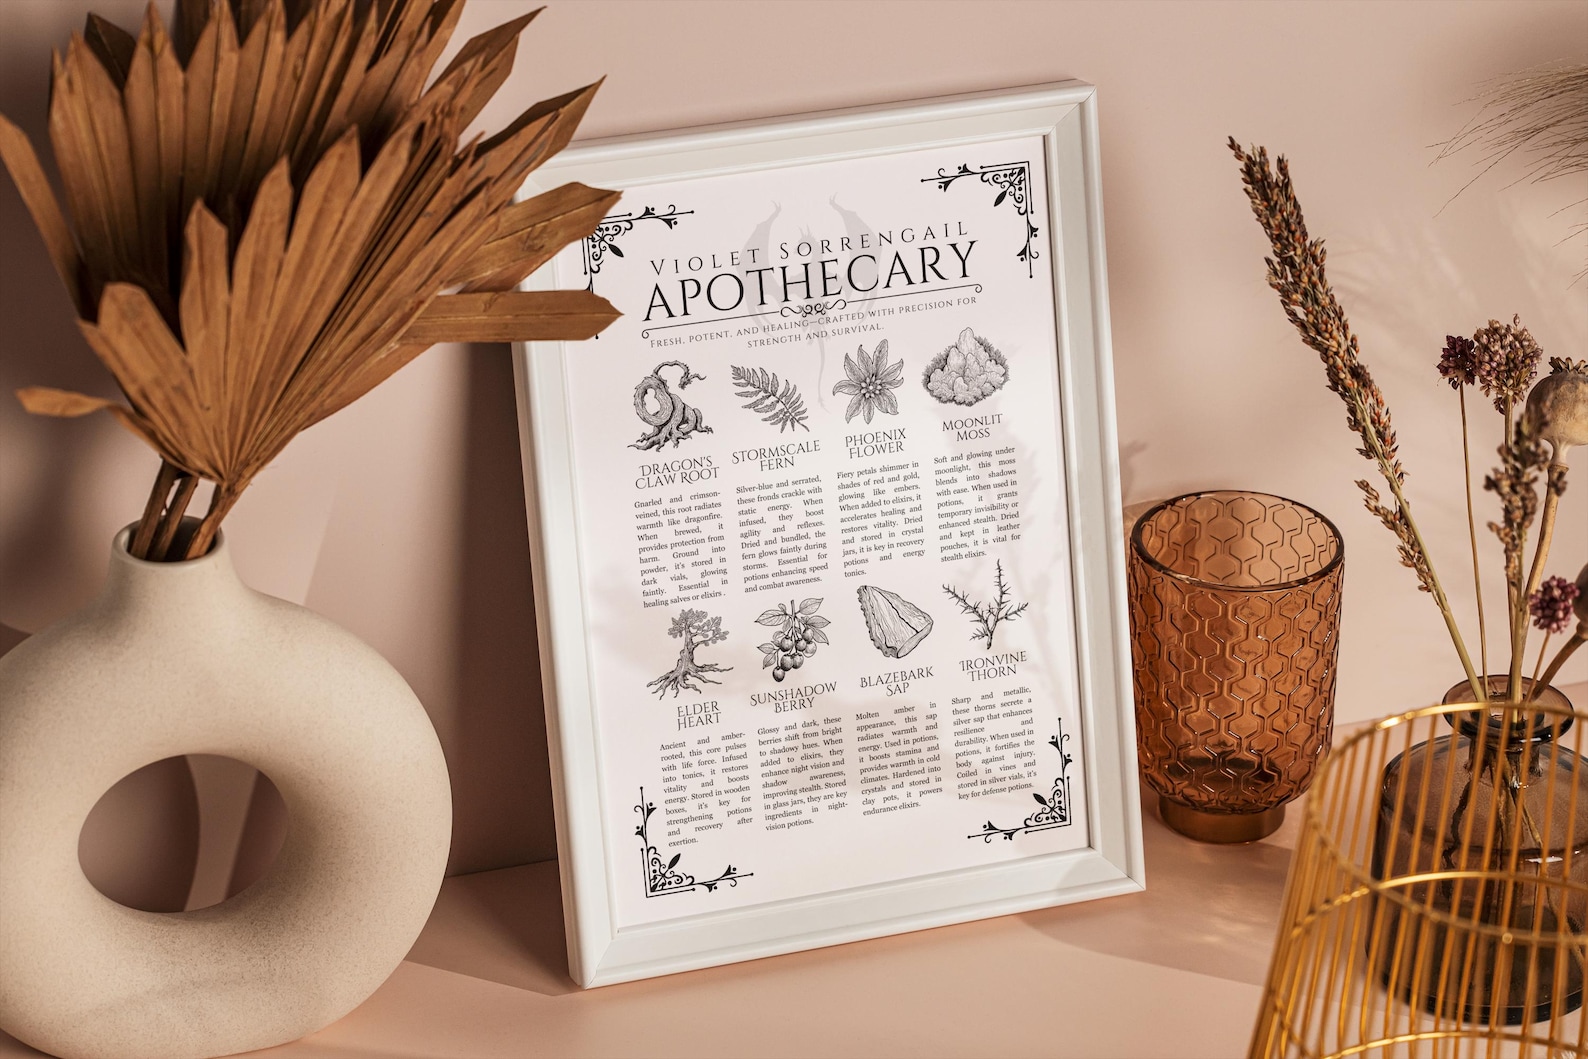 VIOLET SORRENGAIL
APOTHECARY
FRESH, POTENT, AND HEALING—CRAFTED WITH PRECISION FOR
STRENGTH AND SURVIVAL.
DRAGON'S
CLAW ROOT
Gnarled and crimson-
veined, this root radiates
warmth like dragonfire.
When brewed, it
provides protection from
harm. Ground into
powder, it's stored in
dark vials, glowing
faintly. Essential in
healing salves or elixirs .
STORMSCALE
FERN
Silver-blue and serrated,
these fronds crackle with
static energy. When
infused, they boost
agility and reflexes.
Dried and bundled, the
fern glows faintly during
storms. Essential for
potions enhancing speed
and combat awareness.
PHOENIX
FLOWER
Fiery petals shimmer in
shades of red and gold,
glowing like embers.
When added to elixirs, it
accelerates healing and
restores vitality. Dried
and stored in crystal
jars, it is key in recovery
potions and energy
tonics.
MOONLIT
MOSS
Soft and glowing under
moonlight, this moss
blends into shadows
with ease. When used in
potions, it grants
temporary invisibility or
enhanced stealth. Dried
and kept in leather
pouches, it is vital for
stealth elixirs.
ELDER
HEART
Ancient and amber-
rooted, this core pulses
with life force. Infused
into tonics, it restores
vitality and boosts
energy. Stored in wooden
boxes, it's key for
strengthening potions
and recovery after
exertion.
SUNSHADOW
BERRY
Glossy and dark, these
berries shift from bright
to shadowy hues. When
added to elixirs, they
enhance night vision and
shadow awareness,
improving stealth. Stored
in glass jars, they are key
ingredients in night-
vision potions.
BLAZEBARK
SAP
Molten amber in
appearance, this sap
radiates warmth and
energy. Used in potions,
it boosts stamina and
provides warmth in cold
climates. Hardened into
crystals and stored in
clay pots, it powers
endurance elixirs.
IRONVINE
THORN
Sharp and metallic,
these thorns secrete a
silver sap that enhances
resilience and
durability. When used in
potions, it fortifies the
body against injury.
Coiled in vines and
stored in silver vials, it's
key for defense potions.